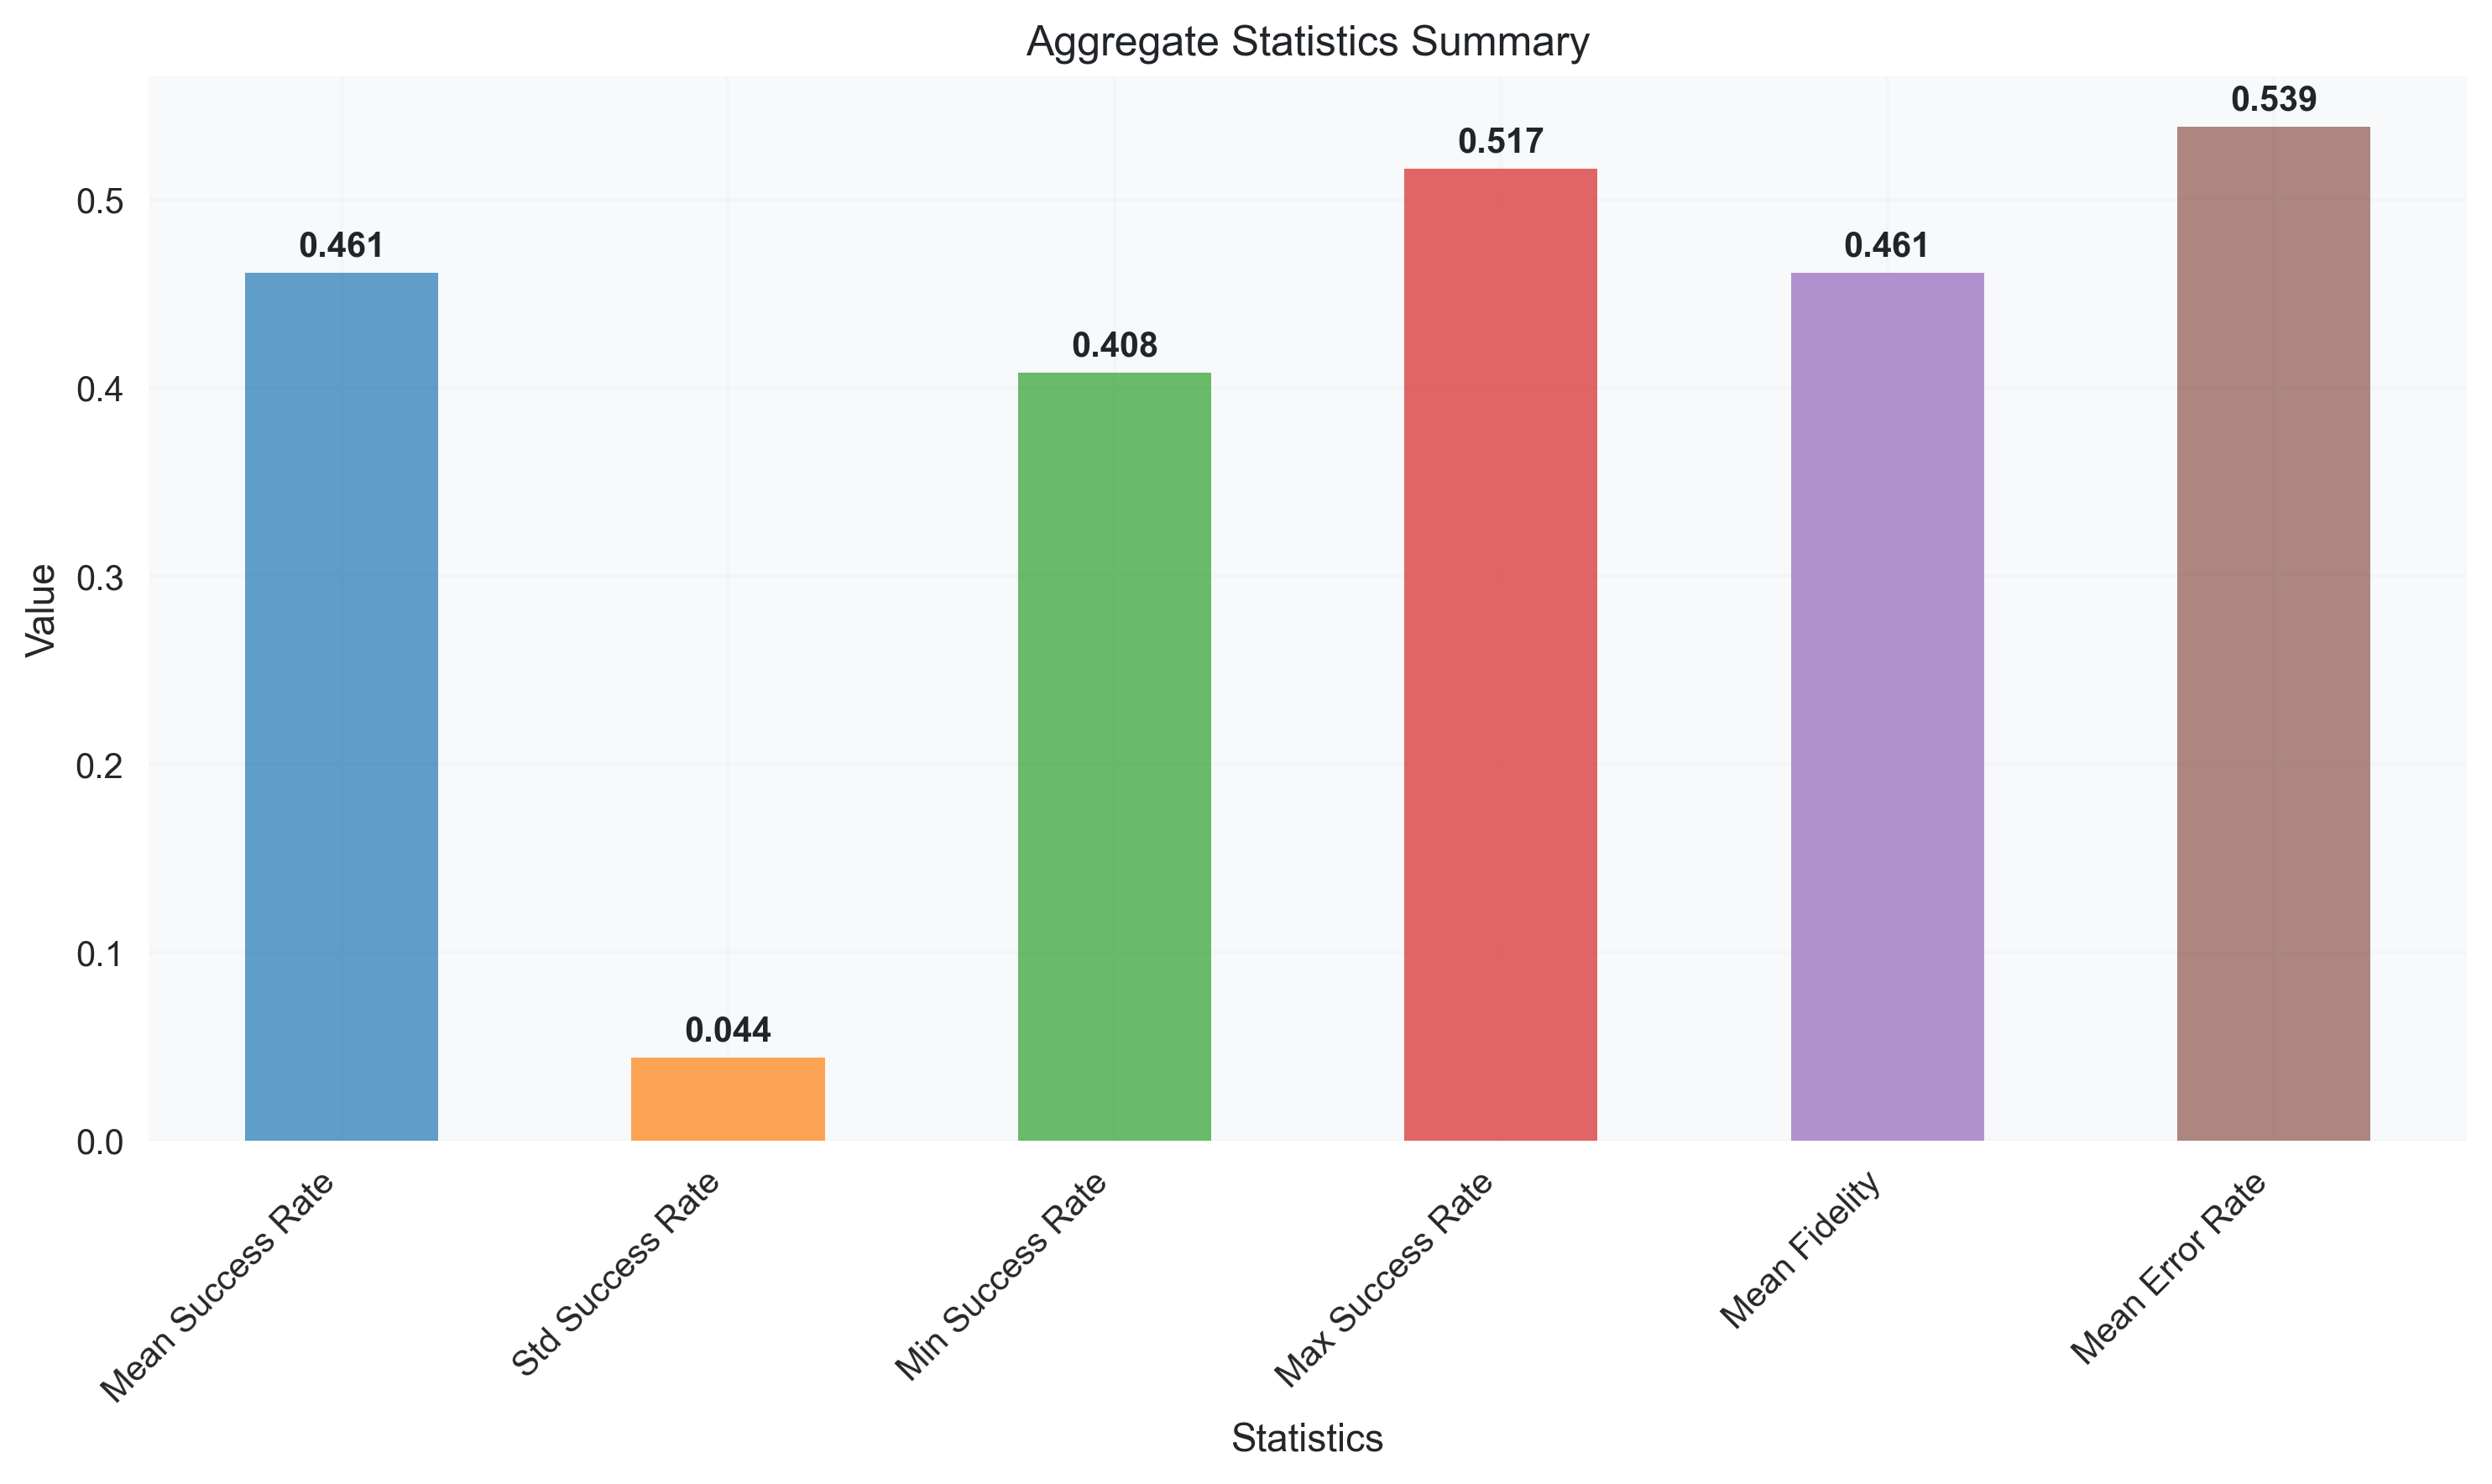 Aggregate Statistics Summary
0.461
0.044
0.408
0.517
0.461
0.539
Value
0.5
0.4
0.3
0.2
0.1
0.0
Mean Success Rate
Std Success Rate
Min Success Rate
Max Success Rate
Mean Fidelity
Mean Error Rate
Statistics